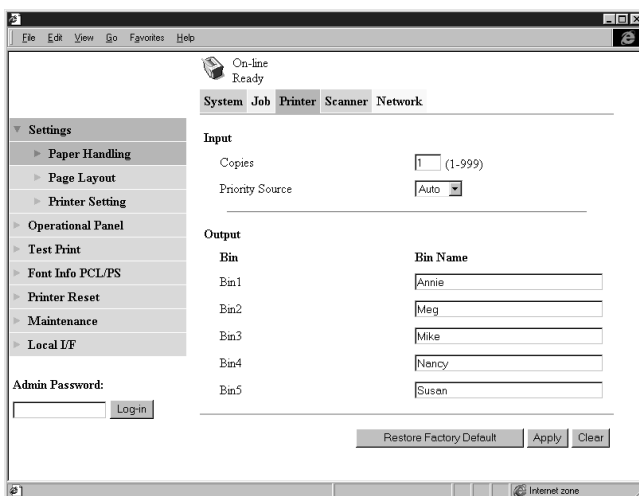 File Edit View Go Favorites Help
On-line
Ready
System Job Printer Scanner Network
Settings
Paper Handling
Page Layout
Printer Setting
Operational Panel
Test Print
Font Info PCL/PS
Printer Reset
Maintenance
Local I/F
Admin Password:
Log-in
Input
Copies 1 (1-999)
Priority Source Auto
Output
Bin Bin Name
Bin1 Annie
Bin2 Meg
Bin3 Mike
Bin4 Nancy
Bin5 Susan
Restore Factory Default Apply Clear
Internet zone